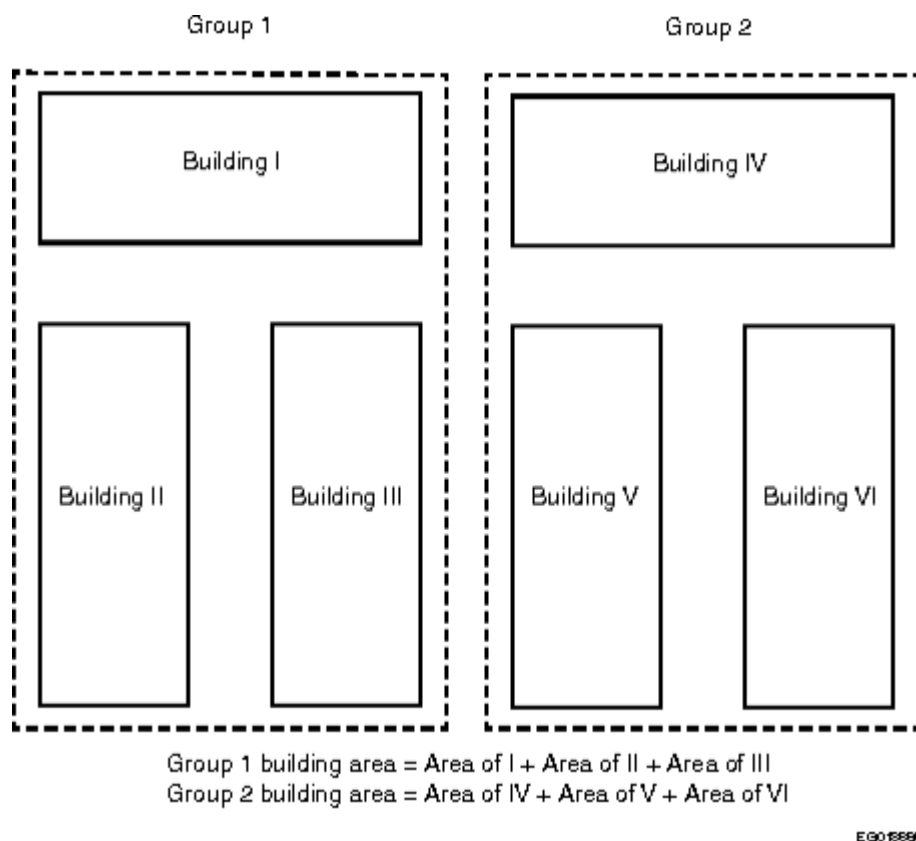 Group 1
Group 2
Building I
Building IV
Building II
Building III
Building V
Building VI
Group 1 building area = Area of I + Area of II + Area of III
Group 2 building area = Area of IV + Area of V + Area of VI